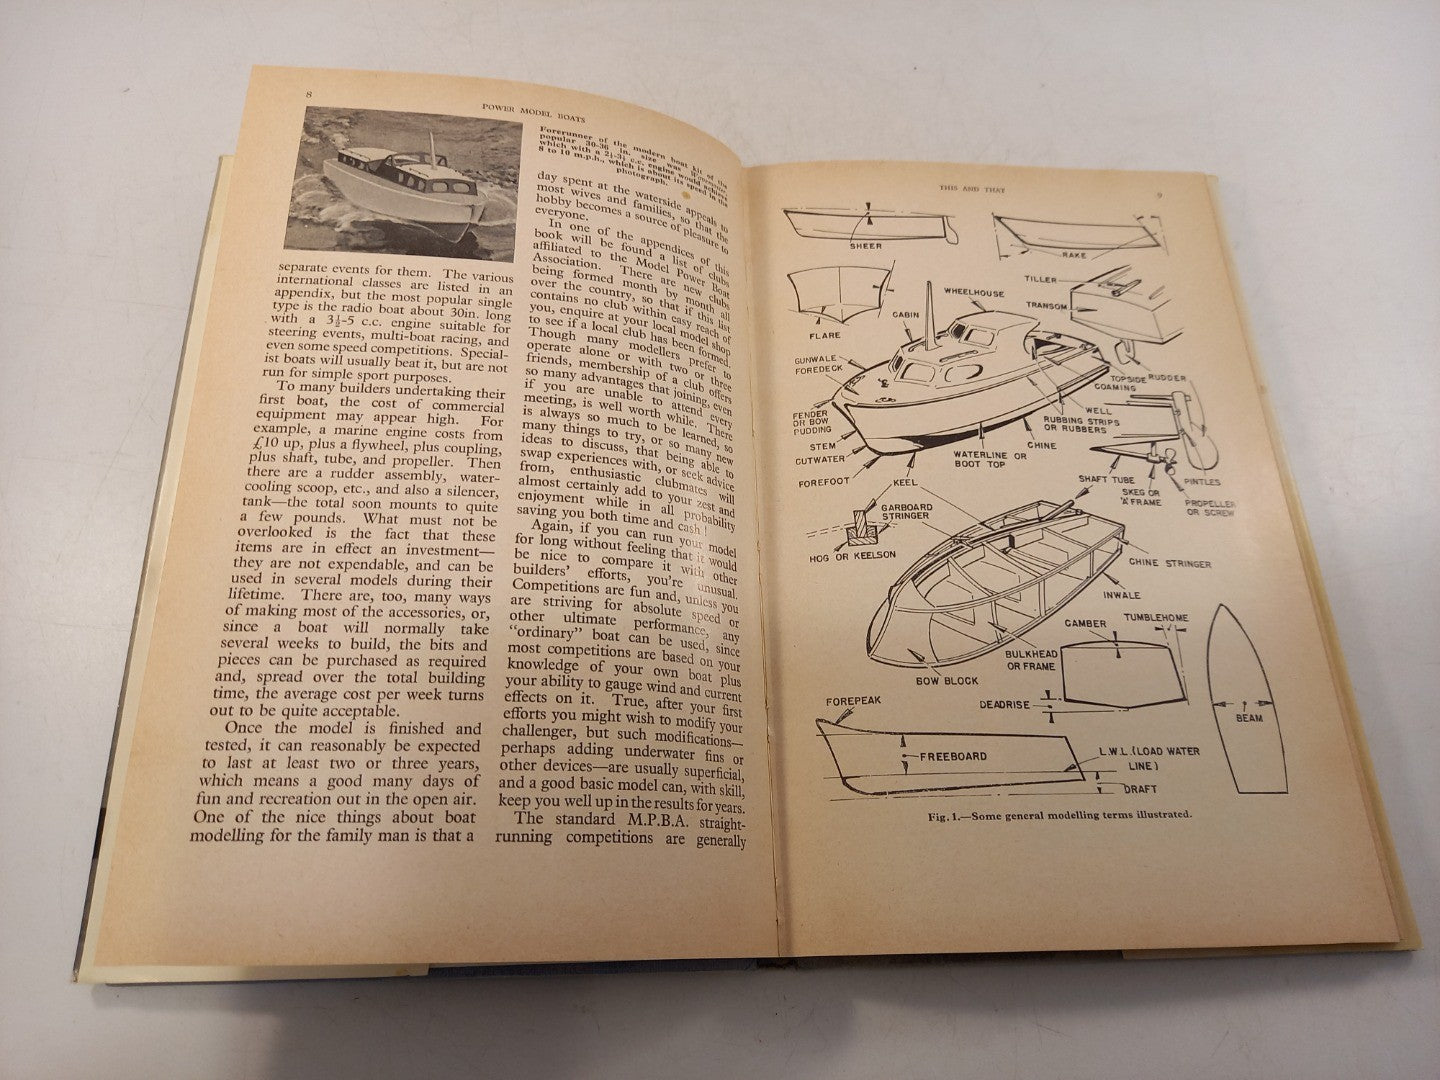 8
POWER MODEL BOATS
Forerunner of the modern boat kit of the
popular 30-36 in. size was
which with a 2½-3½ c.c. engine would achieve
8 to 10 m.p.h., which is about its speed in the
photograph.
separate events for them. The various
international classes are listed in an
appendix, but the most popular single
type is the radio boat about 30in. long
with a 3½-5 c.c. engine suitable for
steering events, multi-boat racing, and
even some speed competitions. Special-
ist boats will usually beat it, but are not
run for simple sport purposes.
To many builders undertaking their
first boat, the cost of commercial
equipment may appear high. For
example, a marine engine costs from
£10 up, plus a flywheel, plus coupling,
plus shaft, tube, and propeller. Then
there are a rudder assembly, water-
cooling scoop, etc., and also a silencer,
tank—the total soon mounts to quite
a few pounds. What must not be
overlooked is the fact that these
items are in effect an investment—
they are not expendable, and can be
used in several models during their
lifetime. There are, too, many ways
of making most of the accessories, or,
since a boat will normally take
several weeks to build, the bits and
pieces can be purchased as required
and, spread over the total building
time, the average cost per week turns
out to be quite acceptable.
Once the model is finished and
tested, it can reasonably be expected
to last at least two or three years,
which means a good many days of
fun and recreation out in the open air.
One of the nice things about boat
modelling for the family man is that a
day spent at the waterside appeals to
most wives and families, so that the
hobby becomes a source of pleasure to
everyone.
In one of the appendices of this
book will be found a list of clubs
affiliated to the Model Power Boat
Association. There are new clubs
being formed month by month all
over the country, so that if this list
contains no club within easy reach of
you, enquire at your local model shop
to see if a local club has been formed.
Though many modellers prefer to
operate alone or with two or three
friends, membership of a club offers
so many advantages that joining, even
if you are unable to attend every
meeting, is well worth while. There
is always so much to be learned, so
many things to try, or so many new
ideas to discuss, that being able to
swap experiences with, or seek advice
from, enthusiastic clubmates will
almost certainly add to your zest and
enjoyment while in all probability
saving you both time and cash!
Again, if you can run your model
for long without feeling that it would
be nice to compare it with other
builders' efforts, you're unusual.
Competitions are fun and, unless you
are striving for absolute speed or
other ultimate performance, any
"ordinary" boat can be used, since
most competitions are based on your
knowledge of your own boat plus
your ability to gauge wind and current
effects on it. True, after your first
efforts you might wish to modify your
challenger, but such modifications—
perhaps adding underwater fins or
other devices—are usually superficial,
and a good basic model can, with skill,
keep you well up in the results for years.
The standard M.P.B.A. straight-
running competitions are generally
THIS AND THAT
9
SHEER
RAKE
FLARE
TILLER
TRANSOM
WHEELHOUSE
CABIN
GUNWALE
FOREDECK
TOPSIDE
RUDDER
COAMING
WELL
RUBBING STRIPS
OR RUBBERS
FENDER
OR BOW
PUDDING
STEM
CUTWATER
FOREFOOT
CHINE
WATERLINE OR
BOOT TOP
KEEL
SHAFT TUBE
SKEG OR
'A' FRAME
PINTLES
PROPELLER
OR SCREW
GARBOARD
STRINGER
HOG OR KEELSON
CHINE STRINGER
INWALE
BULKHEAD
OR FRAME
BOW BLOCK
CAMBER
TUMBLEHOME
DEADRISE
BEAM
FOREPEAK
FREEBOARD
L.W.L. (LOAD WATER
LINE)
DRAFT
Fig. 1.—Some general modelling terms illustrated.